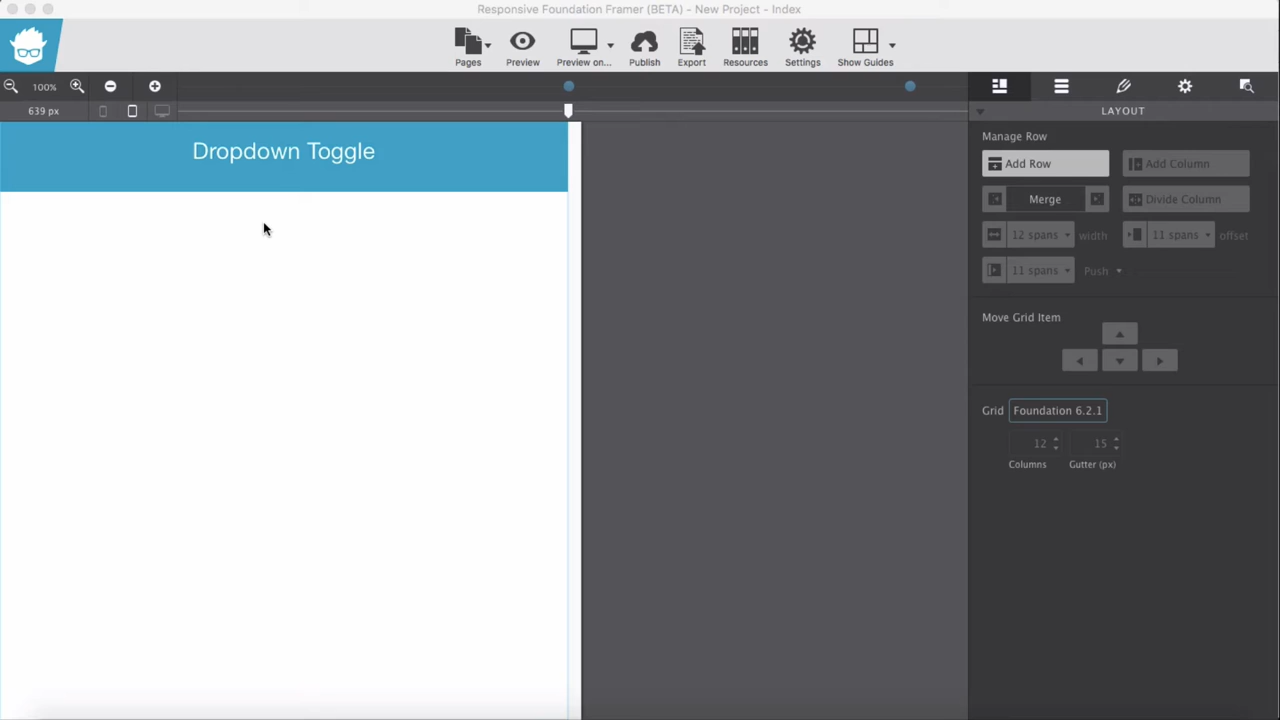 Responsive Foundation Framer (BETA) - New Project - Index
Pages
Preview
Preview on...
Publish
Export
Resources
Settings
Show Guides
100%
639 px
LAYOUT
Dropdown Toggle
Manage Row
Add Row
Add Column
Merge
Divide Column
12 spans width
11 spans offset
11 spans Push
Move Grid Item
Grid Foundation 6.2.1
12 15
Columns Gutter (px)